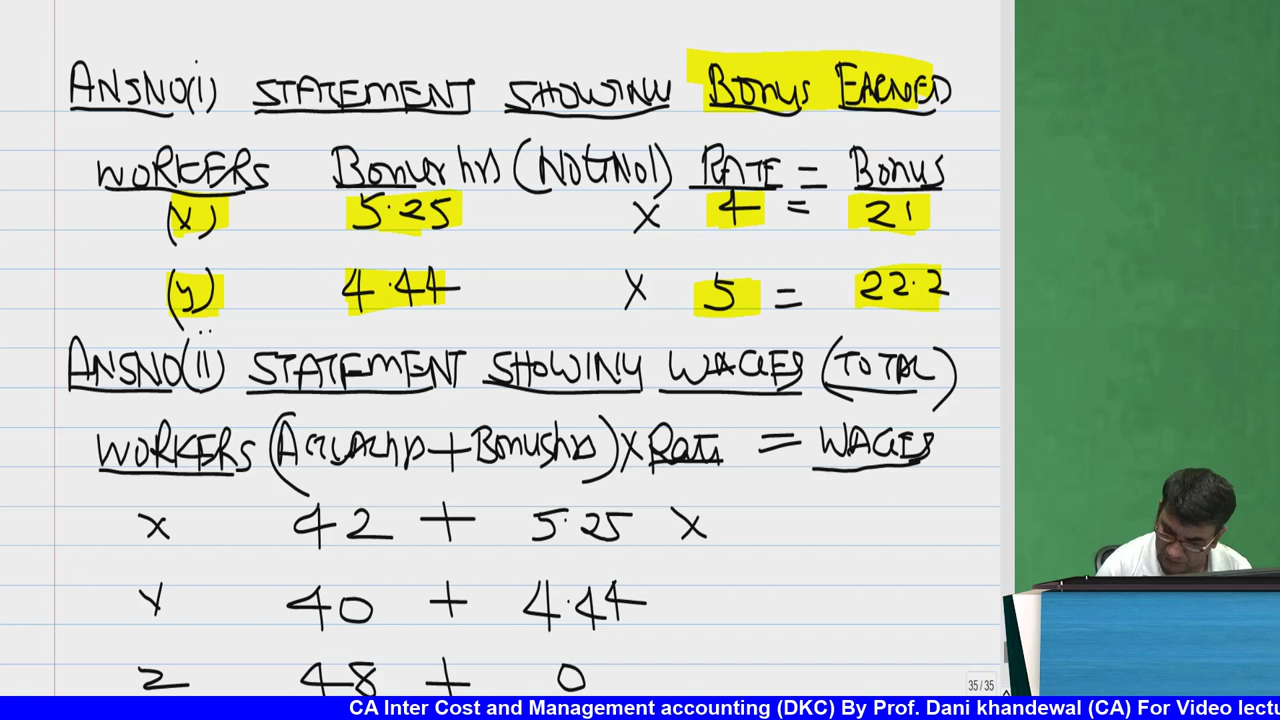 ANSNO(i) STATEMENT SHOWING BONUS EARNED
WORKERS Bonus hrs (NOTNOI) RATE = Bonus
(x) 5.25 X 4 = 21
(y) 4.44 X 5 = 22.2
ANSNO(ii) STATEMENT SHOWING WAGES (TOTAL)
WORKERS (Actual hrs + Bonus hrs) X Rate = WAGES
X 42 + 5.25 X
Y 40 + 4.44
Z 48 + 0
35 / 35
CA Inter Cost and Management accounting (DKC) By Prof. Dani khandewal (CA) For Video lectu